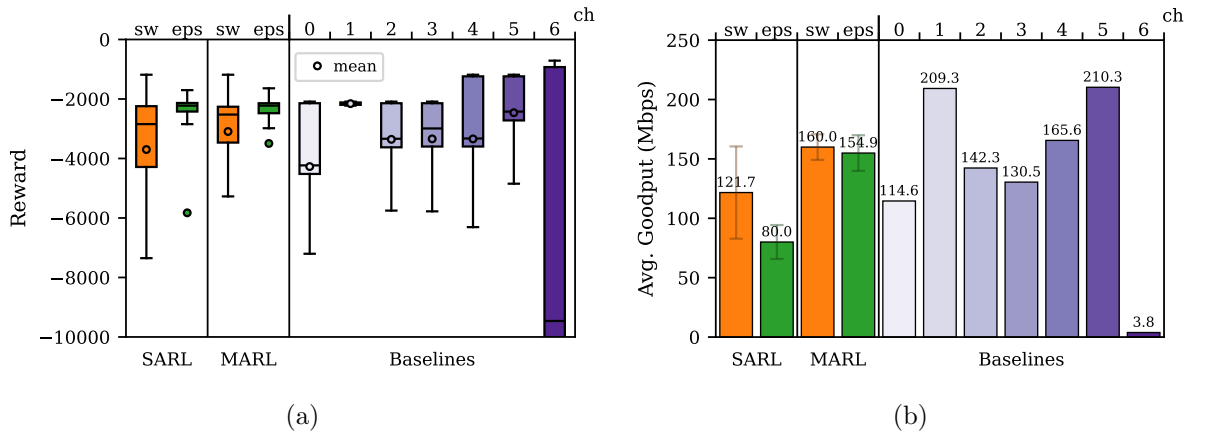 sw eps sw eps 0 1 2 3 4 5 6 ch
0
−2000
−4000
−6000
−8000
−10000
Reward
mean
SARL MARL Baselines
(a)
sw eps sw eps 0 1 2 3 4 5 6 ch
250
200
150
100
50
0
Avg. Goodput (Mbps)
121.7 80.0 160.0 154.9 114.6 209.3 142.3 130.5 165.6 210.3 3.8
SARL MARL Baselines
(b)